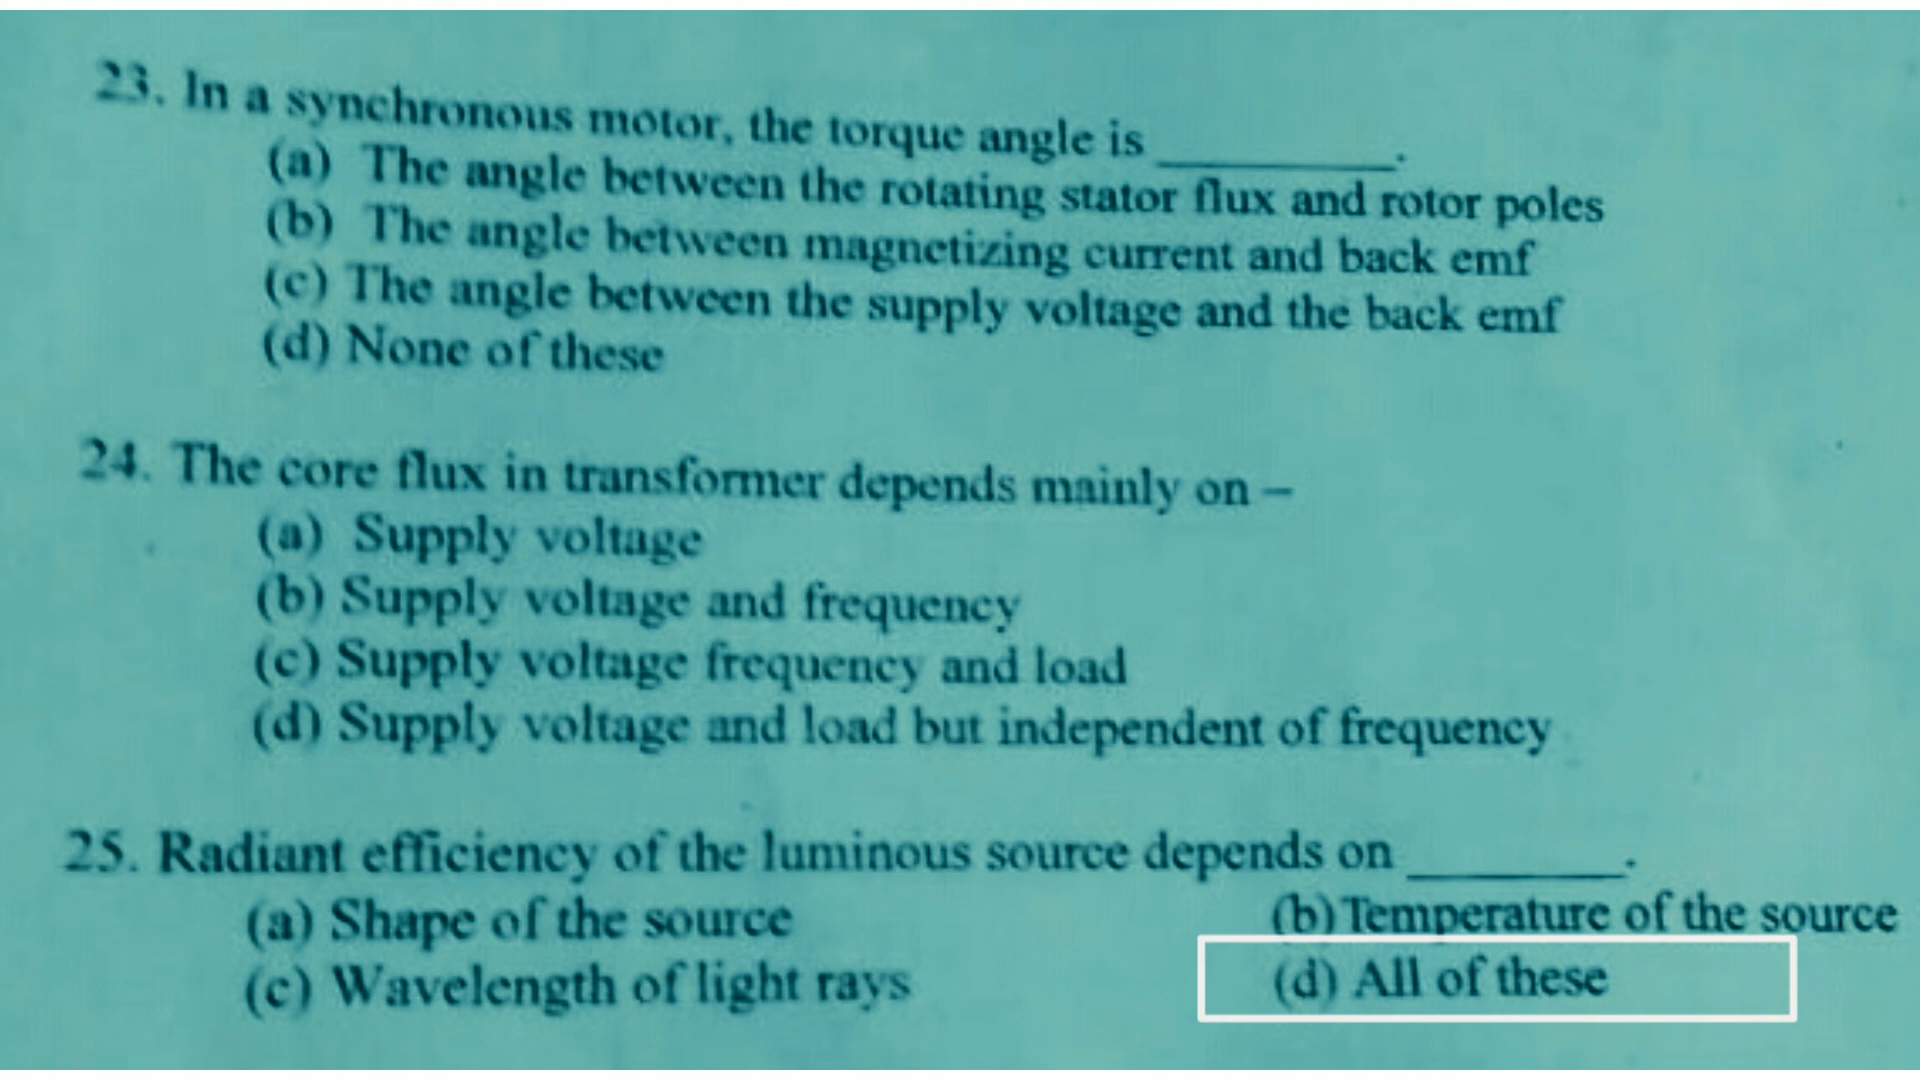 23. In a synchronous motor, the torque angle is ________.
(a) The angle between the rotating stator flux and rotor poles
(b) The angle between magnetizing current and back emf
(c) The angle between the supply voltage and the back emf
(d) None of these
24. The core flux in transformer depends mainly on –
(a) Supply voltage
(b) Supply voltage and frequency
(c) Supply voltage frequency and load
(d) Supply voltage and load but independent of frequency
25. Radiant efficiency of the luminous source depends on ________.
(a) Shape of the source (b) Temperature of the source
(c) Wavelength of light rays (d) All of these